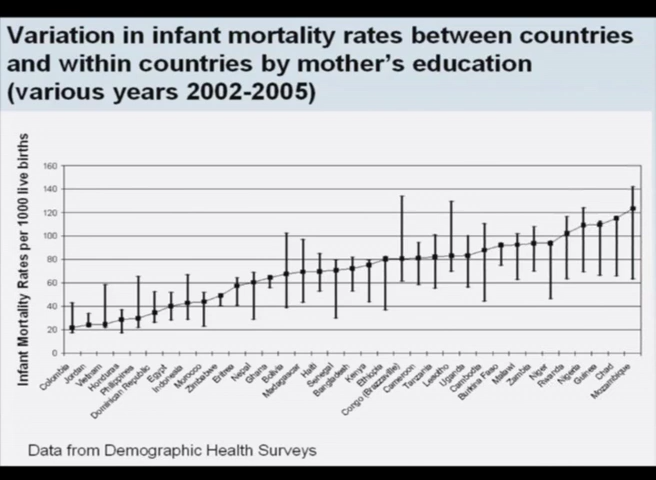 Variation in infant mortality rates between countries
and within countries by mother's education
(various years 2002-2005)
Infant Mortality Rates per 1000 live births
160
140
120
100
80
60
40
20
0
Colombia
Jordan
Vietnam
Honduras
Philippines
Dominican Republic
Egypt
Indonesia
Morocco
Zimbabwe
Eritrea
Nepal
Ghana
Bolivia
Madagascar
Haiti
Senegal
Bangladesh
Kenya
Ethiopia
Congo (Brazzaville)
Cameroon
Tanzania
Lesotho
Uganda
Cambodia
Burkina Faso
Malawi
Zambia
Niger
Rwanda
Nigeria
Guinea
Chad
Mozambique
Data from Demographic Health Surveys